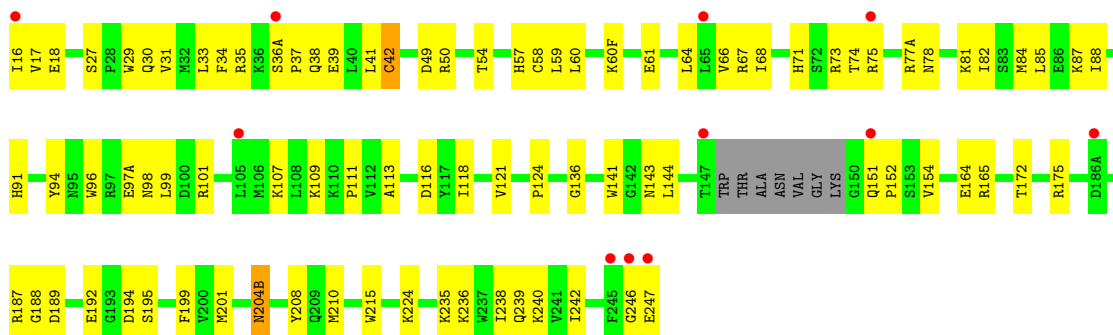 I16 V17 E18 S27 P28 W29 Q30 V31 M32 L33 F34 R35 K36 S36A P37 Q38 E39 L40 L41 C42 D49 R50 T54 H57 C58 L59 L60 K60F E61 L64 L65 V66 R67 I68 H71 S72 R73 T74 R75 R77A N78 K81 I82 S83 M84 L85 E86 K87 I88
H91 Y94 N95 W96 R97 E97A N98 L99 D100 R101 L105 M106 K107 L108 K109 K110 P111 V112 A113 D116 Y117 I118 V121 P124 G136 W141 G142 N143 L144 T147 TRP THR ALA ASN VAL GLY LYS G150 Q151 P152 S153 V154 E164 R165 T172 R175 D186A
R187 G188 D189 E192 G193 D194 S195 F199 V200 M201 N204B Y208 Q209 M210 W215 K224 K235 K236 W237 I238 Q239 K240 V241 I242 F245 G246 E247